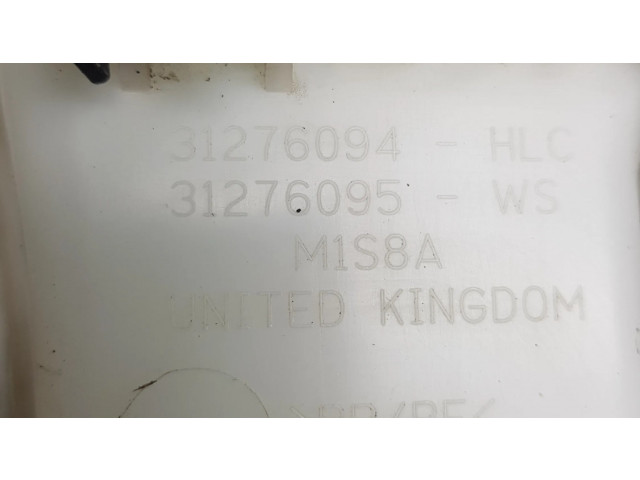 31276094 - HLC
31276095 - WS
M1S8A
UNITED KINGDOM